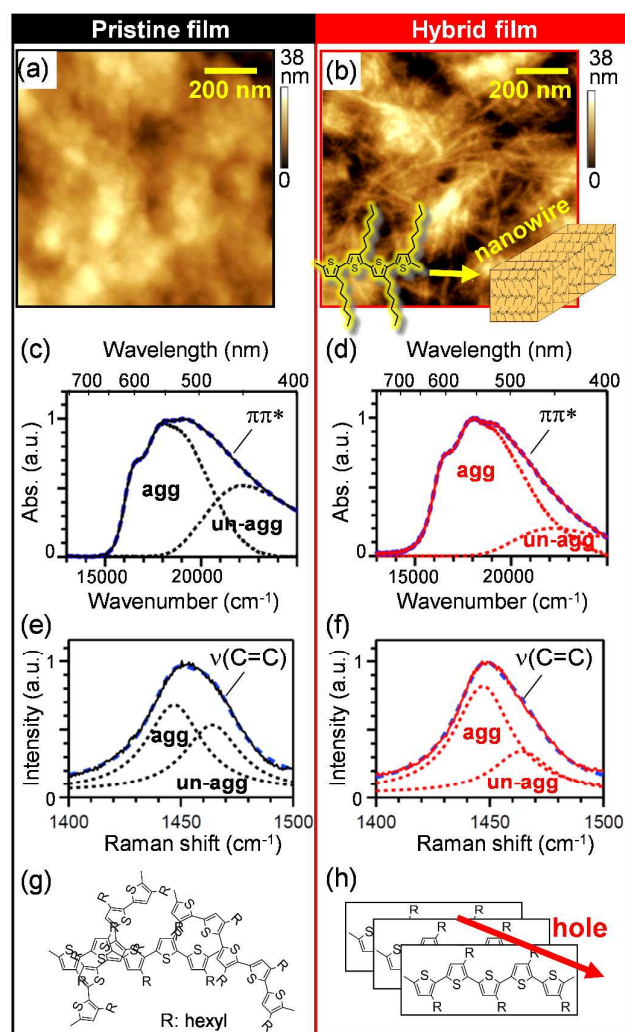 Pristine film
Hybrid film
(a)
200 nm
38
nm
0
(b)
200 nm
38
nm
0
nanowire
S
S
S
S
(c)
Wavelength (nm)
700 600 500 400
ππ*
agg
un-agg
Abs. (a.u.)
1
0
15000 20000
Wavenumber (cm-1)
(d)
Wavelength (nm)
700 600 500 400
ππ*
agg
un-agg
Abs. (a.u.)
1
0
15000 20000
Wavenumber (cm-1)
(e)
ν(C=C)
agg
un-agg
Intensity (a.u.)
1
0
1400 1450 1500
Raman shift (cm-1)
(f)
ν(C=C)
agg
un-agg
Intensity (a.u.)
1
0
1400 1450 1500
Raman shift (cm-1)
(g)
R: hexyl
(h)
hole
R R
S S S
R R R